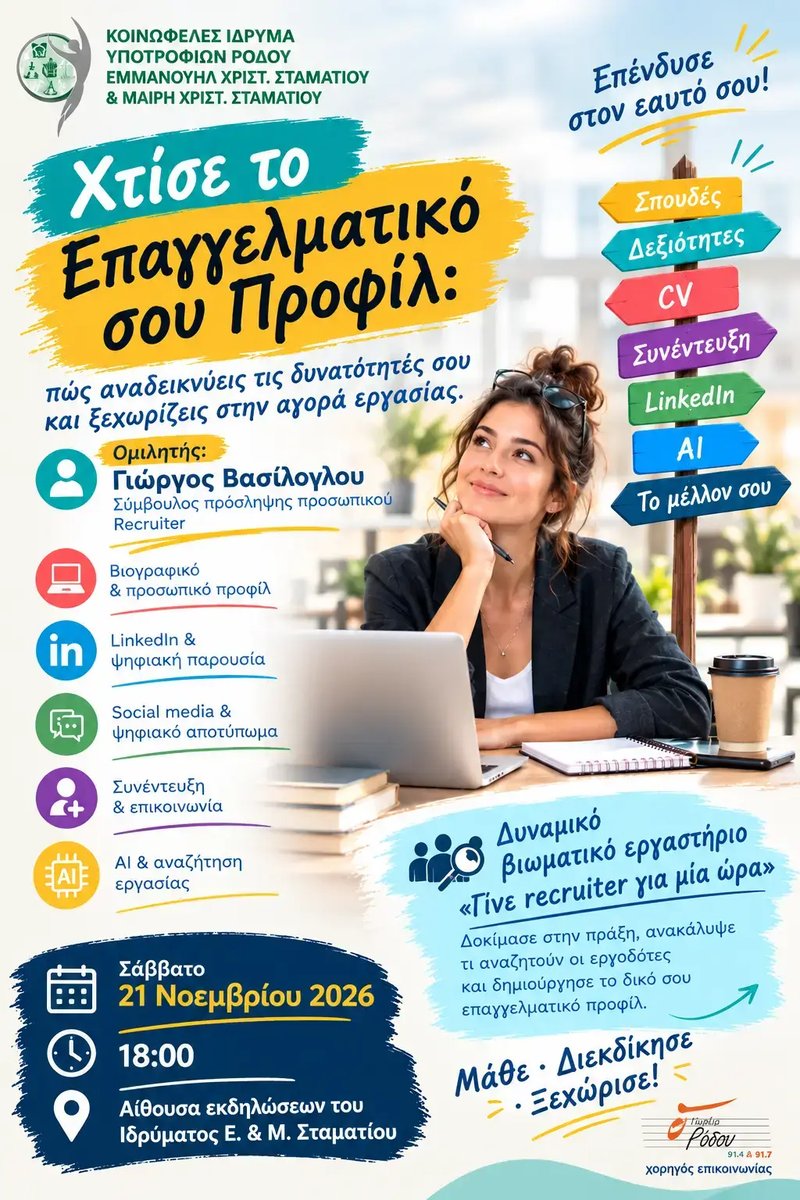 ΚΟΙΝΩΦΕΛΕΣ ΙΔΡΥΜΑ
ΥΠΟΤΡΟΦΙΩΝ ΡΟΔΟΥ
ΕΜΜΑΝΟΥΗΛ ΧΡΙΣΤ. ΣΤΑΜΑΤΙΟΥ
& ΜΑΙΡΗ ΧΡΙΣΤ. ΣΤΑΜΑΤΙΟΥ
Επένδυσε
στον εαυτό σου!
Χτίσε το
Επαγγελματικό
σου Προφίλ:
πώς αναδεικνύεις τις δυνατότητές σου
και ξεχωρίζεις στην αγορά εργασίας.
Σπουδές
Δεξιότητες
CV
Συνέντευξη
LinkedIn
AI
Το μέλλον σου
Ομιλητής:
Γιώργος Βασίλογλου
Σύμβουλος πρόσληψης προσωπικού
Recruiter
Βιογραφικό
& προσωπικό προφίλ
in
LinkedIn &
ψηφιακή παρουσία
Social media &
ψηφιακό αποτύπωμα
Συνέντευξη
& επικοινωνία
AI
AI & αναζήτηση
εργασίας
Δυναμικό
βιωματικό εργαστήριο
«Γίνε recruiter για μία ώρα»
Δοκίμασε στην πράξη, ανακάλυψε
τι αναζητούν οι εργοδότες
και δημιούργησε το δικό σου
επαγγελματικό προφίλ.
Σάββατο
21 Νοεμβρίου 2026
18:00
Αίθουσα εκδηλώσεων του
Ιδρύματος Ε. & Μ. Σταματίου
Μάθε · Διεκδίκησε
· Ξεχώρισε!
Ρόδου
91.4 & 91.7
χορηγός επικοινωνίας